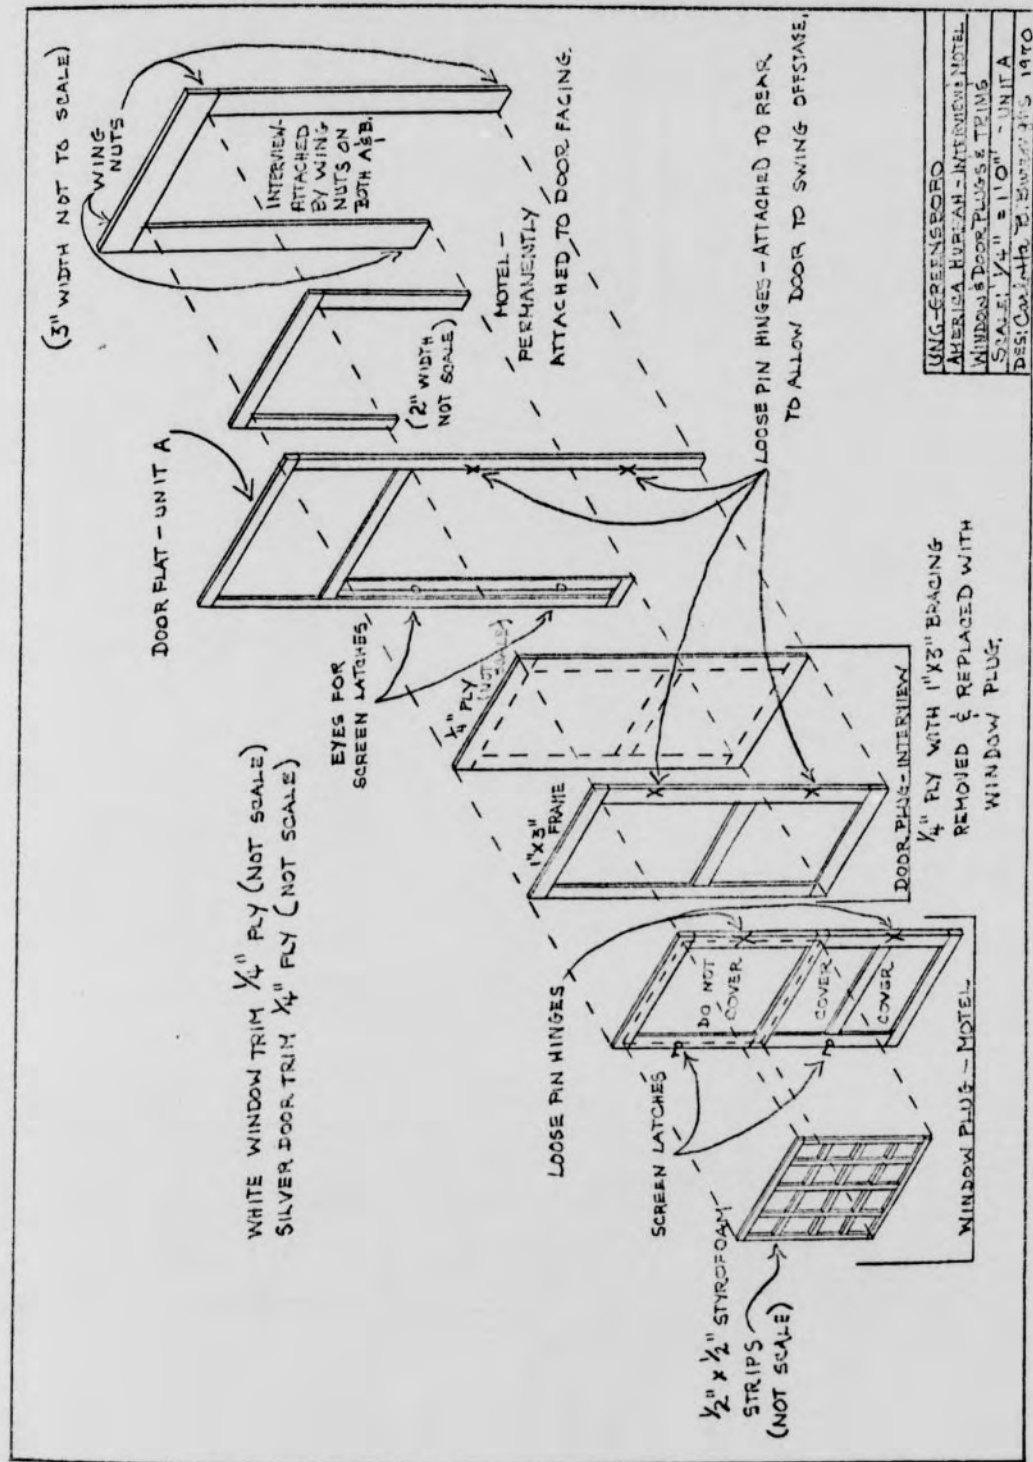 (3" WIDTH NOT TO SCALE)
WING
NUTS
INTERVIEW-
ATTACHED
BY WING
NUTS ON
BOTH A&B.
MOTEL -
PERMANENTLY
ATTACHED TO DOOR FACING.
(2" WIDTH
NOT SCALE)
DOOR FLAT - UNIT A
LOOSE PIN HINGES - ATTACHED TO REAR
TO ALLOW DOOR TO SWING OFFSTAGE.
EYES FOR
SCREEN LATCHES
1/4" PLY
(NOT SCALE)
1"X3"
FRAME
DOOR PLUG - INTERVIEW
1/4" PLY WITH 1"X3" BRACING
REMOVED & REPLACED WITH
WINDOW PLUG.
WHITE WINDOW TRIM 1/4" PLY (NOT SCALE)
SILVER DOOR TRIM 1/4" PLY (NOT SCALE)
LOOSE PIN HINGES
SCREEN LATCHES
DO NOT
COVER
COVER
COVER
WINDOW PLUG - MOTEL
1/2" X 1/2" STYROFOAM
STRIPS
(NOT SCALE)
UNC-GREENSBORO
AMERICA HURRAH - INTERVIEW & MOTEL
WINDOW & DOOR PLUGS & TRIMS
SCALE: 1/4" = 1'0" - UNIT A
DES: Carlotta B. 1970